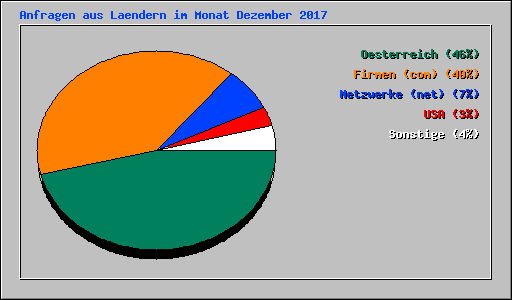 Anfragen aus Laendern im Monat Dezember 2017
Oesterreich (46%)
Firmen (com) (40%)
Netzwerke (net) (7%)
USA (3%)
Sonstige (4%)